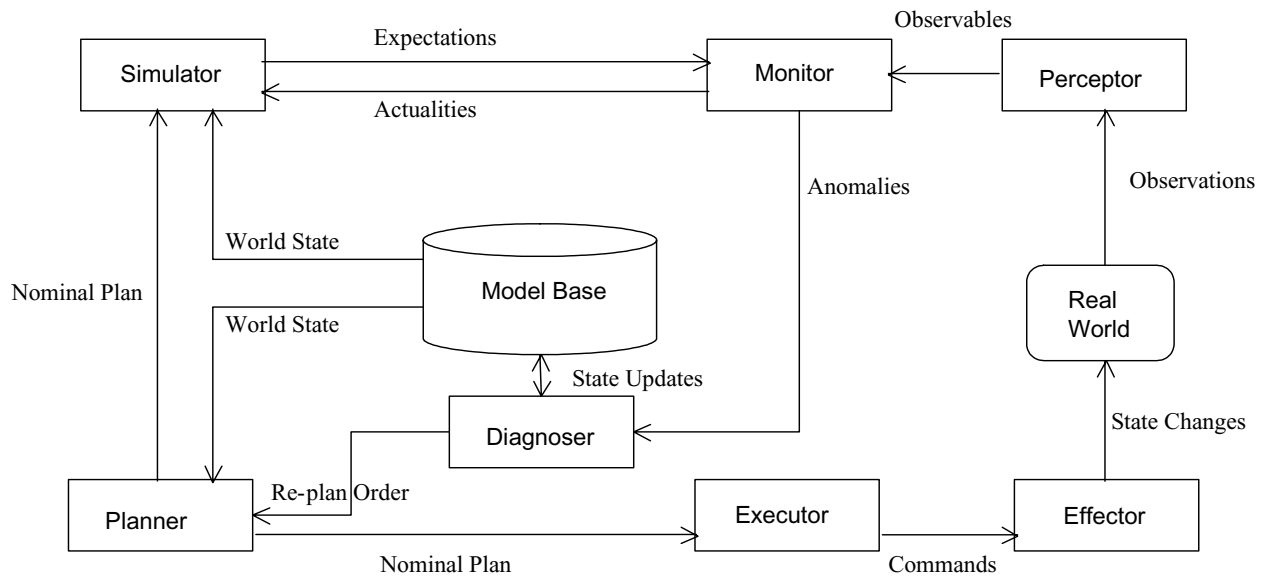 Observables
Expectations
Simulator
Monitor
Perceptor
Actualities
Anomalies
Observations
World State
Model Base
Nominal Plan
Real
World
World State
State Updates
Diagnoser
State Changes
Re-plan Order
Planner
Executor
Effector
Nominal Plan
Commands